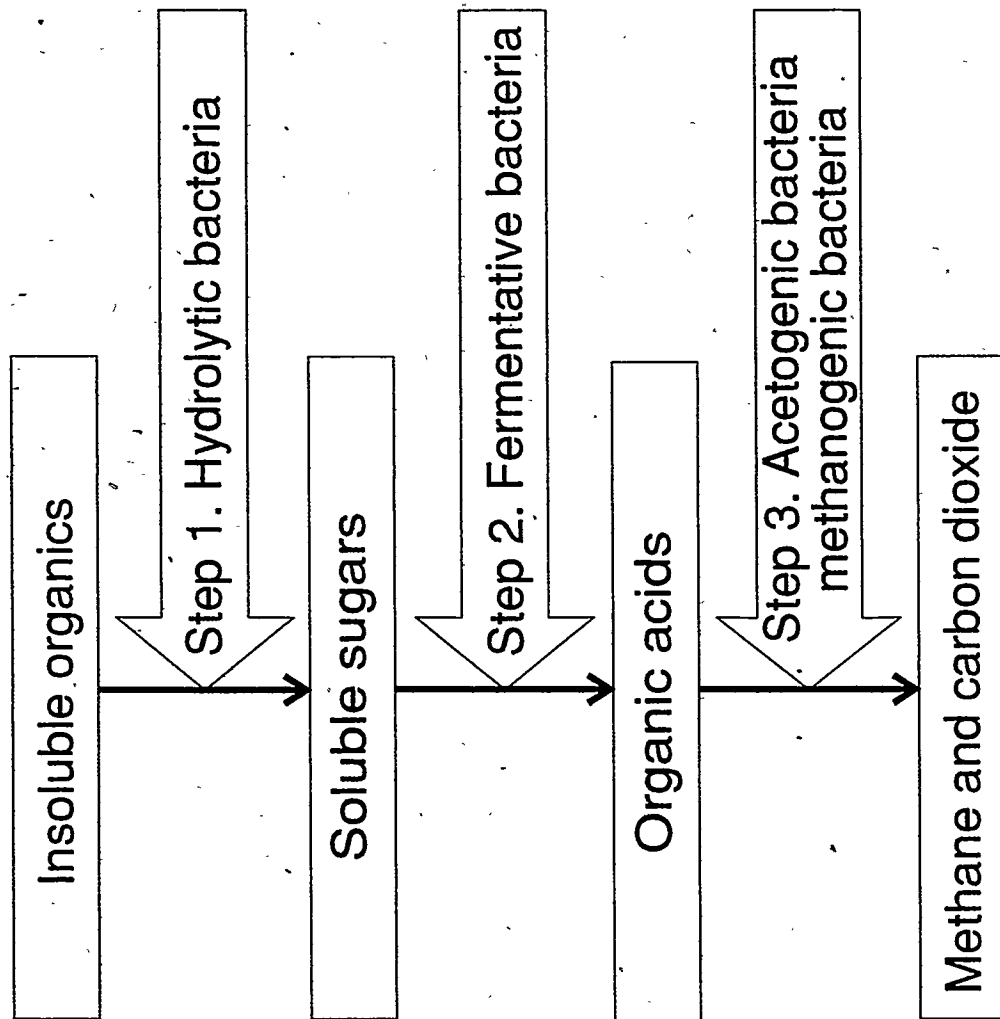 Insoluble organics
Step 1. Hydrolytic bacteria
Soluble sugars
Step 2. Fermentative bacteria
Organic acids
Step 3. Acetogenic bacteria
methanogenic bacteria
Methane and carbon dioxide